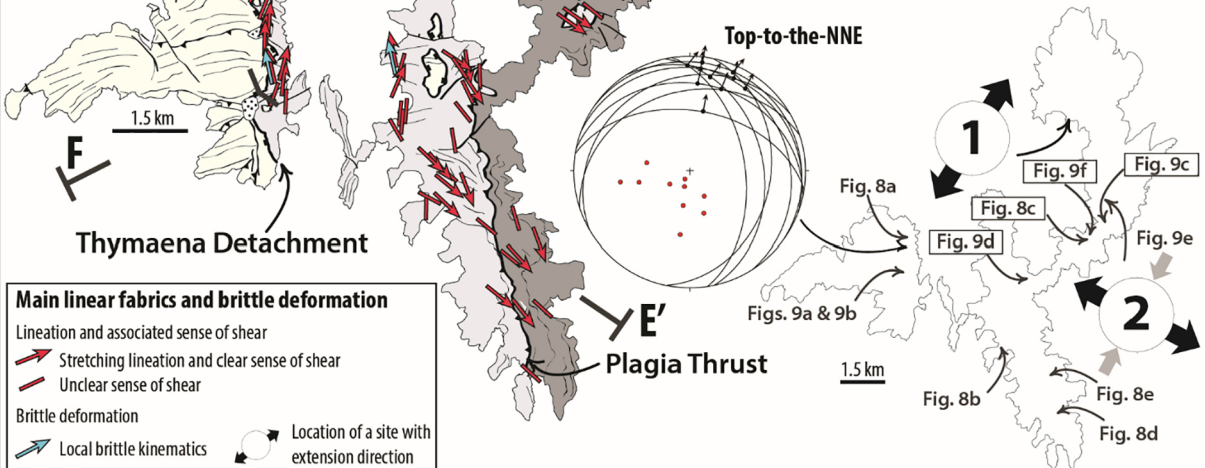 Top-to-the-NNE
1.5 km
F
Thymaena Detachment
E’
Plagia Thrust
1
Fig. 9f
Fig. 9c
Fig. 8a
Fig. 8c
Fig. 9d
Fig. 9e
Figs. 9a & 9b
2
1.5 km
Fig. 8b
Fig. 8e
Fig. 8d
Main linear fabrics and brittle deformation
Lineation and associated sense of shear
Stretching lineation and clear sense of shear
Unclear sense of shear
Brittle deformation
Local brittle kinematics
Location of a site with
extension direction